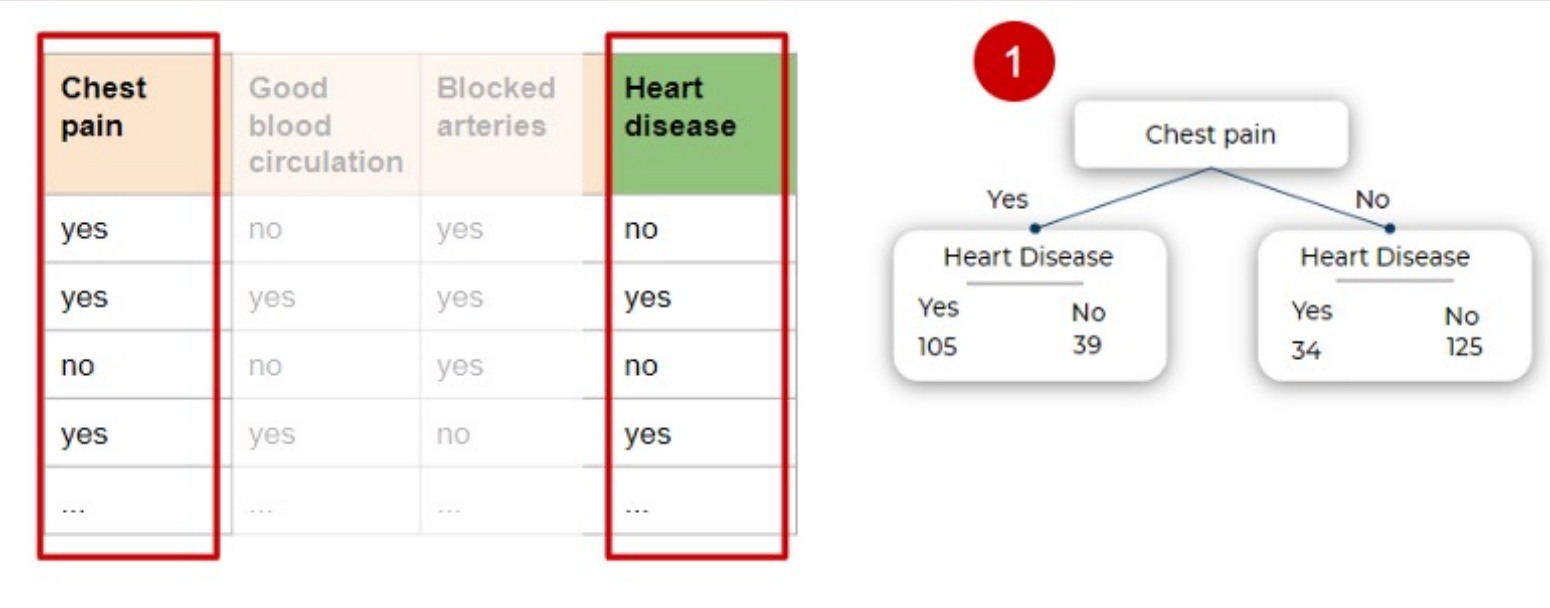 Chest pain
Good blood circulation
Blocked arteries
Heart disease
yes no yes no
yes yes yes yes
no no yes no
yes yes no yes
... ... ... ...
1
Chest pain
Yes No
Heart Disease
Yes No
105 39
Heart Disease
Yes No
34 125